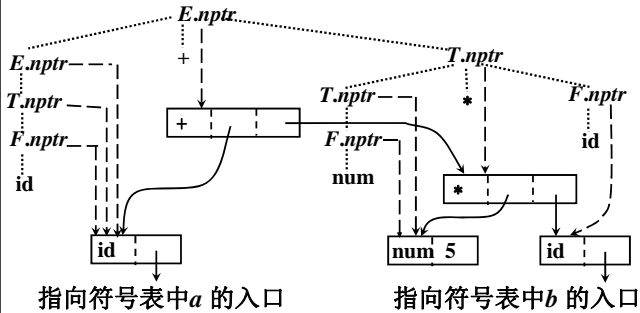 E.nptr
E.nptr + T.nptr
T.nptr T.nptr * F.nptr
F.nptr + F.nptr id
id num *
id num 5 id
指向符号表中a 的入口 指向符号表中b 的入口